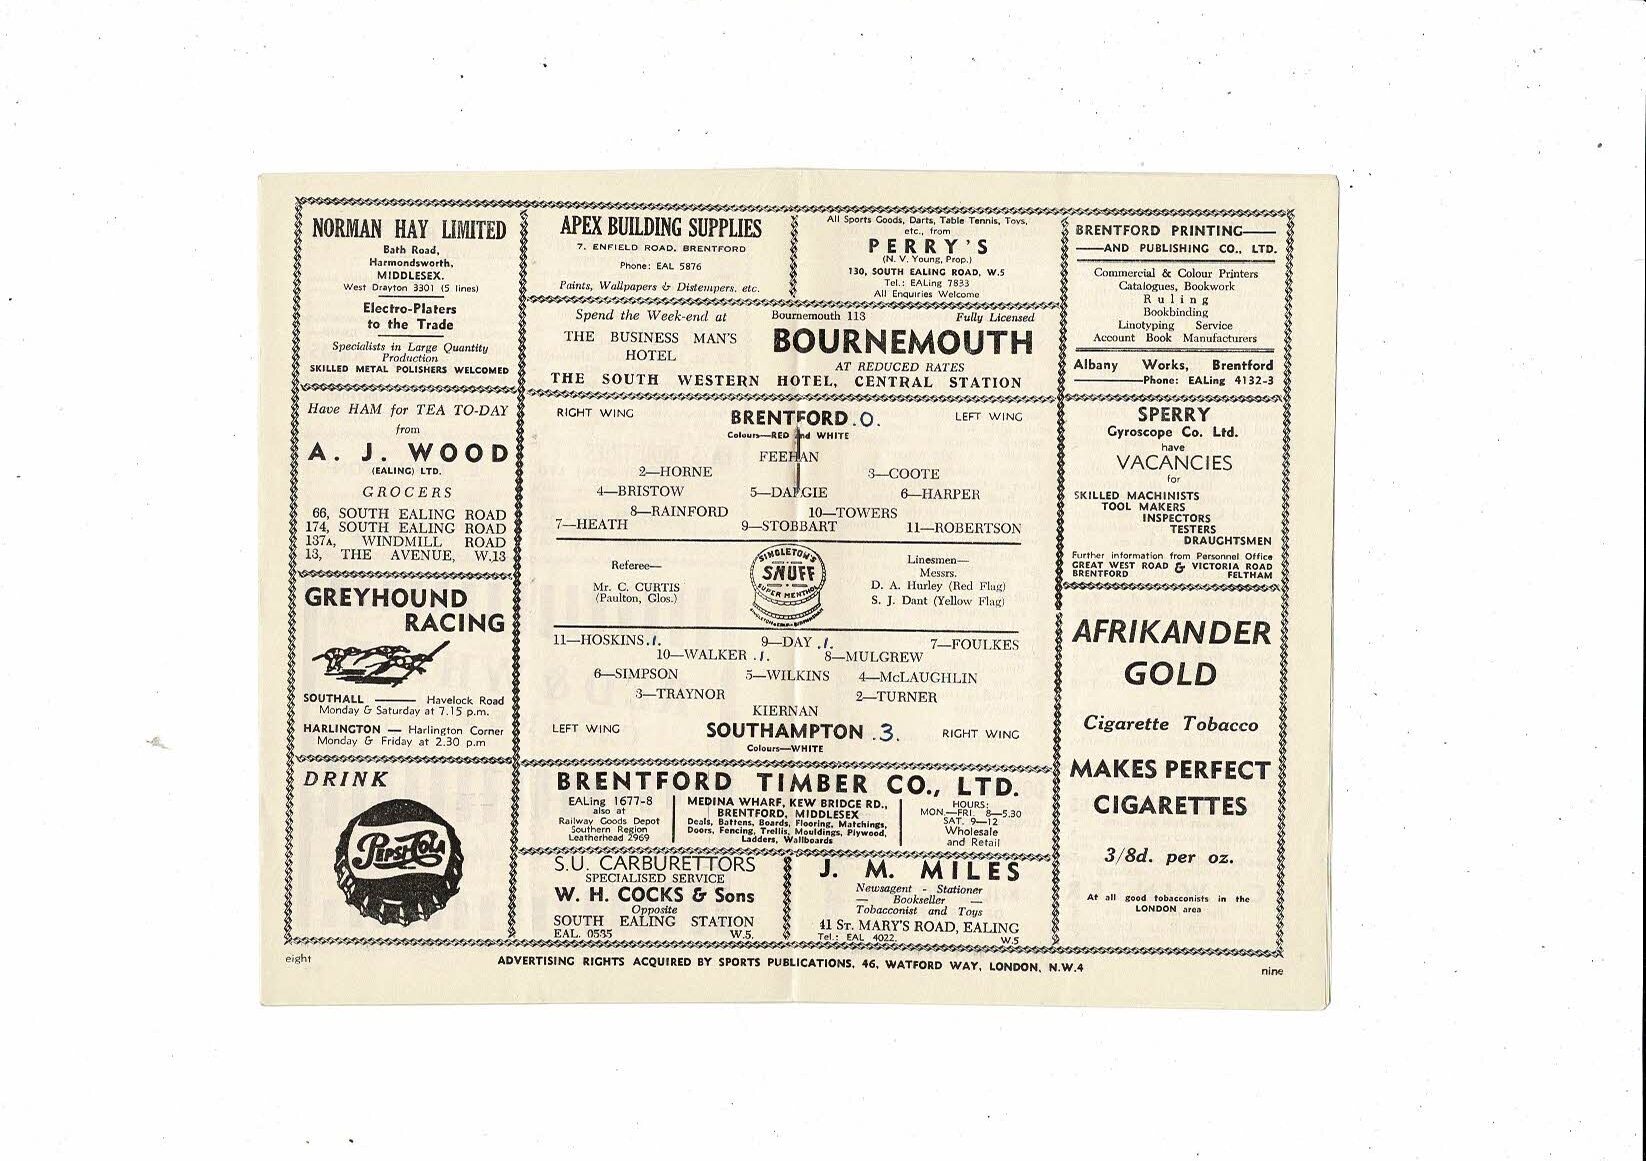 NORMAN HAY LIMITED
Bath Road,
Harmondsworth,
MIDDLESEX.
West Drayton 3301 (5 lines)
Electro-Platers
to the Trade
Specialists in Large Quantity
Production
SKILLED METAL POLISHERS WELCOMED
APEX BUILDING SUPPLIES
7, ENFIELD ROAD, BRENTFORD
Phone: EAL 5876
Paints, Wallpapers & Distempers, etc.
All Sports Goods, Darts, Table Tennis, Toys,
etc., from
PERRY'S
(N. V. Young, Prop.)
130, SOUTH EALING ROAD, W.5
Tel.: EALing 7833
All Enquiries Welcome
BRENTFORD PRINTING—
—AND PUBLISHING CO., LTD.
Commercial & Colour Printers
Catalogues, Bookwork
Ruling
Bookbinding
Linotyping Service
Account Book Manufacturers
Albany Works, Brentford
—Phone: EALing 4132-3
Spend the Week-end at Bournemouth 113 Fully Licensed
THE BUSINESS MAN'S
HOTEL
BOURNEMOUTH
AT REDUCED RATES
THE SOUTH WESTERN HOTEL, CENTRAL STATION
Have HAM for TEA TO-DAY
from
A. J. WOOD
(EALING) LTD.
GROCERS
66, SOUTH EALING ROAD
174, SOUTH EALING ROAD
137A, WINDMILL ROAD
13, THE AVENUE, W.13
GREYHOUND
RACING
SOUTHALL — Havelock Road
Monday & Saturday at 7.15 p.m.
HARLINGTON — Harlington Corner
Monday & Friday at 2.30 p.m
DRINK
PEPSI-COLA
RIGHT WING BRENTFORD .0. LEFT WING
Colours—RED and WHITE
FEEHAN
2—HORNE 3—COOTE
4—BRISTOW 5—DARGIE 6—HARPER
8—RAINFORD 10—TOWERS
7—HEATH 9—STOBBART 11—ROBERTSON
Referee—
Mr. C. CURTIS
(Paulton, Glos.)
SINGLETON'S
SNUFF
SUPER MENTHOL
Linesmen—
Messrs.
D. A. Hurley (Red Flag)
S. J. Dant (Yellow Flag)
11—HOSKINS .1. 9—DAY .1. 7—FOULKES
10—WALKER .1. 8—MULGREW
6—SIMPSON 5—WILKINS 4—McLAUGHLIN
3—TRAYNOR 2—TURNER
KIERNAN
LEFT WING SOUTHAMPTON .3. RIGHT WING
Colours—WHITE
BRENTFORD TIMBER CO., LTD.
EALing 1677-8
also at
Railway Goods Depot
Southern Region
Leatherhead 2969
MEDINA WHARF, KEW BRIDGE RD.,
BRENTFORD, MIDDLESEX
Deals, Battens, Boards, Flooring, Matchings,
Doors, Fencing, Trellis, Mouldings, Plywood,
Ladders, Wallboards
HOURS:
MON.—FRI. 8—5.30
SAT. 9—12
Wholesale
and Retail
S.U. CARBURETTORS
SPECIALISED SERVICE
W. H. COCKS & Sons
Opposite
SOUTH EALING STATION
EAL. 0535 W.5.
J. M. MILES
Newsagent - Stationer
— Bookseller —
Tobacconist and Toys
41 ST. MARY'S ROAD, EALING
Tel.: EAL 4022. W.5
SPERRY
Gyroscope Co. Ltd.
have
VACANCIES
for
SKILLED MACHINISTS
TOOL MAKERS
INSPECTORS
TESTERS
DRAUGHTSMEN
Further information from Personnel Office
GREAT WEST ROAD & VICTORIA ROAD
BRENTFORD FELTHAM
AFRIKANDER
GOLD
Cigarette Tobacco
MAKES PERFECT
CIGARETTES
3/8d. per oz.
At all good tobacconists in the
LONDON area
eight
ADVERTISING RIGHTS ACQUIRED BY SPORTS PUBLICATIONS, 46, WATFORD WAY, LONDON, N.W.4
nine